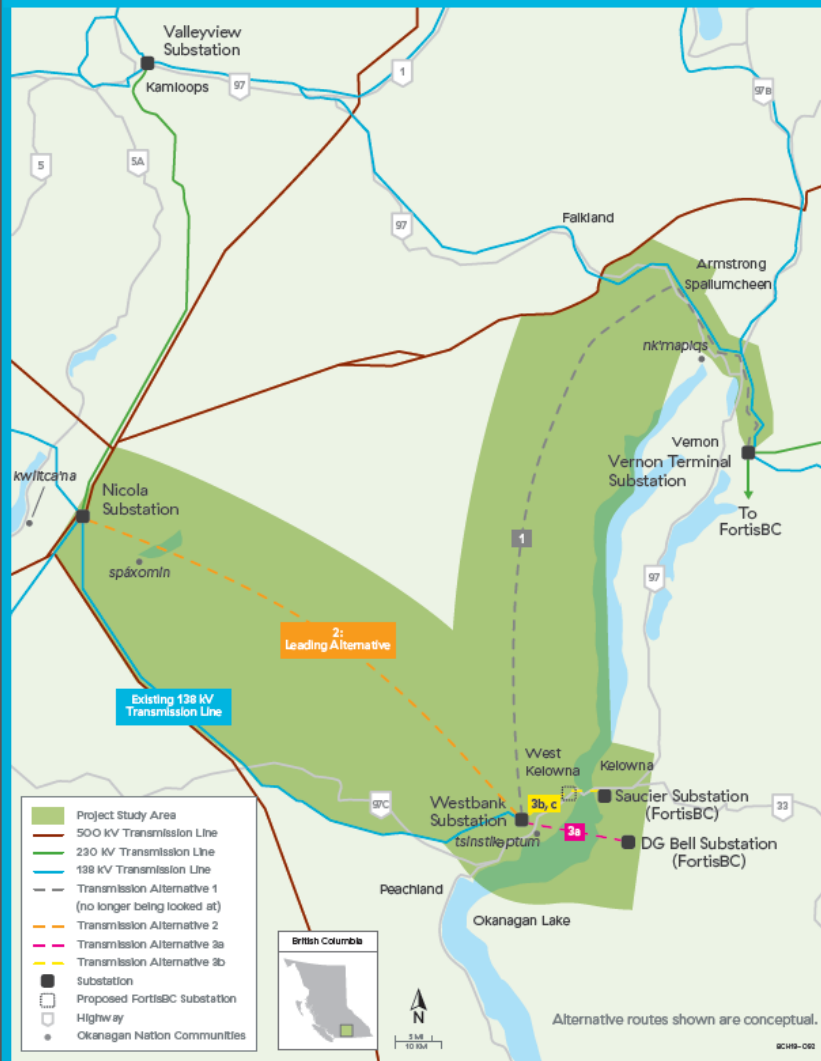 Valleyview
Substation
Kamloops
97
1
97B
5
5A
97
Falkland
Armstrong
Spallumcheen
nk'maplqs
Vernon
Vernon Terminal
Substation
To
FortisBC
kwiltca'na
Nicola
Substation
spáxomin
1
97
2:
Leading Alternative
Existing 138 kV
Transmission Line
West
Kelowna
Kelowna
97C
Westbank
Substation
3b, c
Saucier Substation
(FortisBC)
33
tsinstikeptum
3a
DG Bell Substation
(FortisBC)
Peachland
Okanagan Lake
Project Study Area
500 kV Transmission Line
230 kV Transmission Line
138 kV Transmission Line
Transmission Alternative 1
(no longer being looked at)
Transmission Alternative 2
Transmission Alternative 3a
Transmission Alternative 3b
Substation
Proposed FortisBC Substation
Highway
Okanagan Nation Communities
British Columbia
N
5 MI
10 KM
Alternative routes shown are conceptual.